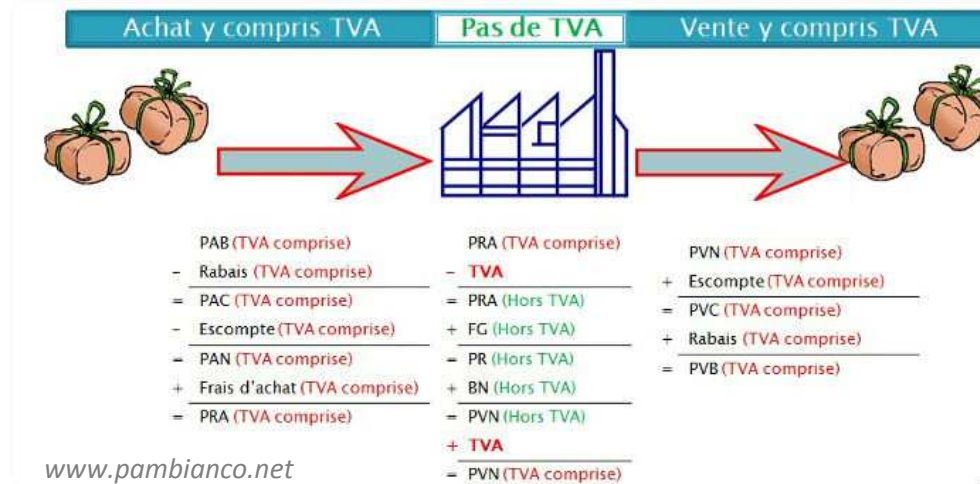 Achat y compris TVA
Pas de TVA
Vente y compris TVA
PAB (TVA comprise)
- Rabais (TVA comprise)
= PAC (TVA comprise)
- Escompte (TVA comprise)
= PAN (TVA comprise)
+ Frais d'achat (TVA comprise)
= PRA (TVA comprise)
PRA (TVA comprise)
- TVA
= PRA (Hors TVA)
+ FG (Hors TVA)
= PR (Hors TVA)
+ BN (Hors TVA)
= PVN (Hors TVA)
+ TVA
= PVN (TVA comprise)
PVN (TVA comprise)
+ Escompte (TVA comprise)
= PVC (TVA comprise)
+ Rabais (TVA comprise)
= PVB (TVA comprise)
www.pambianco.net